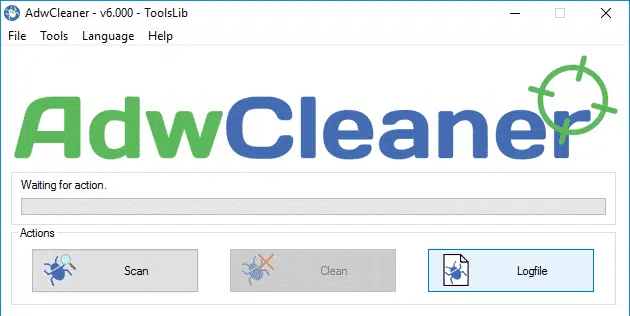 AdwCleaner - v6.000 - ToolsLib
File Tools Language Help
AdwCleaner
Waiting for action.
Actions
Scan Clean Logfile